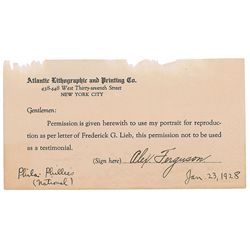 Atlantic Lithographic and Printing Co.
438-448 West Thirty-seventh Street
NEW YORK CITY
Gentlemen:
Permission is given herewith to use my portrait for reproduc-
tion as per letter of Frederick G. Lieb, this permission not to be used
as a testimonial.
(Sign here) Alex Ferguson
Phila. Phillies
(National)
Jan. 23, 1928